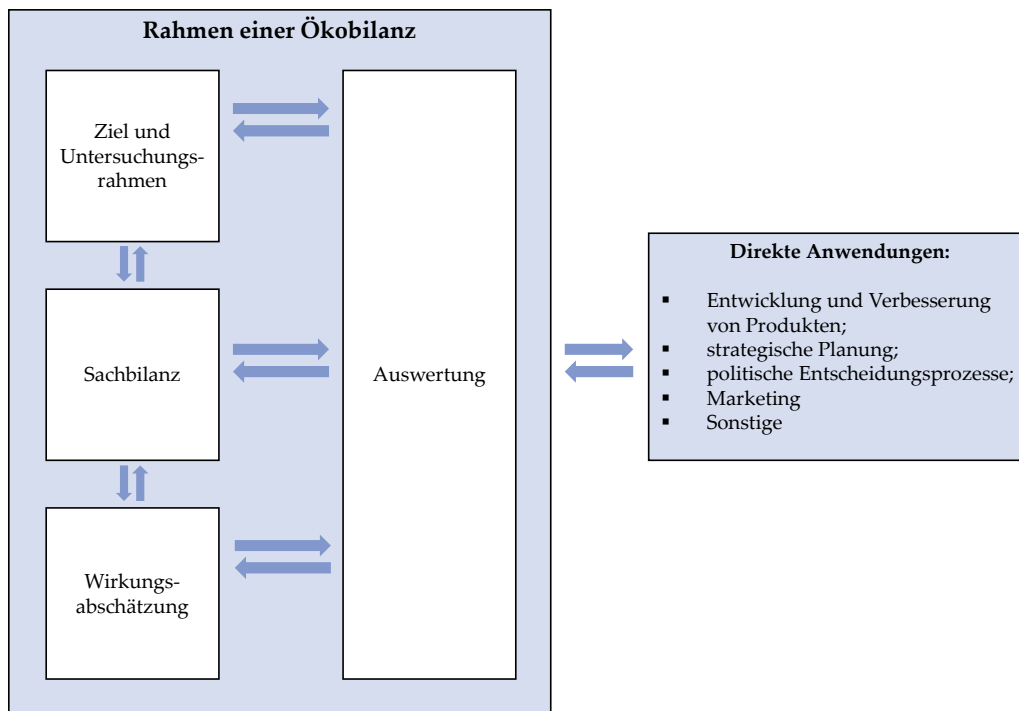 Rahmen einer Ökobilanz
Ziel und
Untersuchungs-
rahmen
Sachbilanz
Wirkungs-
abschätzung
Auswertung
Direkte Anwendungen:
▪ Entwicklung und Verbesserung
von Produkten;
▪ strategische Planung;
▪ politische Entscheidungsprozesse;
▪ Marketing
▪ Sonstige